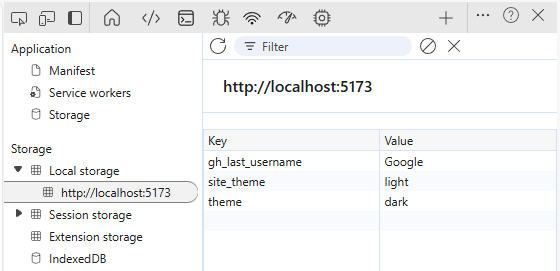 Filter
Application
Manifest
Service workers
Storage
Storage
Local storage
http://localhost:5173
Session storage
Extension storage
IndexedDB
http://localhost:5173
Key Value
gh_last_username Google
site_theme light
theme dark